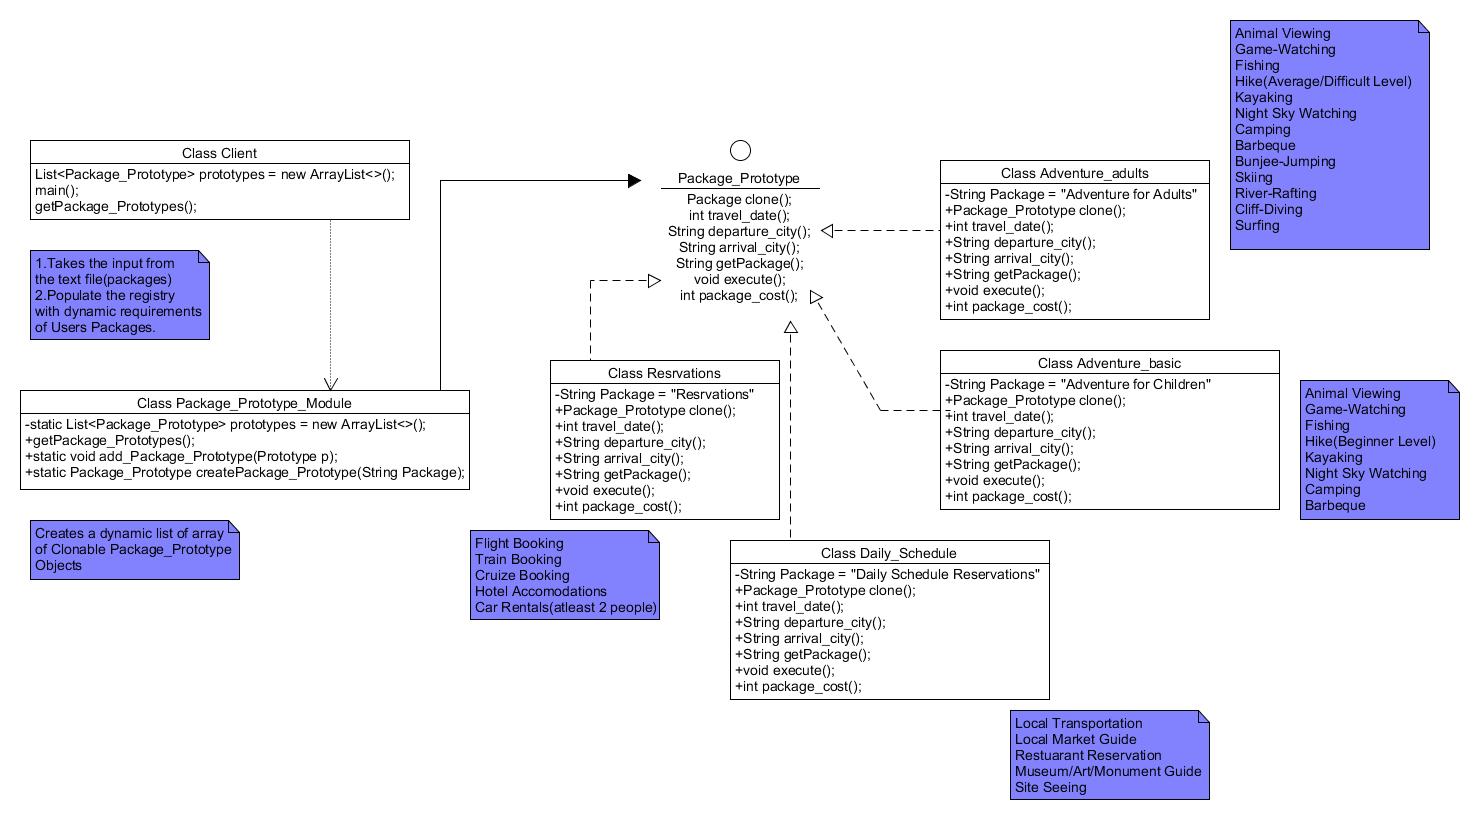 Class Client
List<Package_Prototype> prototypes = new ArrayList<>();
main();
getPackage_Prototypes();
1.Takes the input from
the text file(packages)
2.Populate the registry
with dynamic requirements
of Users Packages.
Class Package_Prototype_Module
-static List<Package_Prototype> prototypes = new ArrayList<>();
+getPackage_Prototypes();
+static void add_Package_Prototype(Prototype p);
+static Package_Prototype createPackage_Prototype(String Package);
Creates a dynamic list of array
of Clonable Package_Prototype
Objects
Package_Prototype
Package clone();
int travel_date();
String departure_city();
String arrival_city();
String getPackage();
void execute();
int package_cost();
Class Resrvations
-String Package = "Resrvations"
+Package_Prototype clone();
+int travel_date();
+String departure_city();
+String arrival_city();
+String getPackage();
+void execute();
+int package_cost();
Flight Booking
Train Booking
Cruize Booking
Hotel Accomodations
Car Rentals(atleast 2 people)
Class Daily_Schedule
-String Package = "Daily Schedule Reservations"
+Package_Prototype clone();
+int travel_date();
+String departure_city();
+String arrival_city();
+String getPackage();
+void execute();
+int package_cost();
Local Transportation
Local Market Guide
Restuarant Reservation
Museum/Art/Monument Guide
Site Seeing
Class Adventure_adults
-String Package = "Adventure for Adults"
+Package_Prototype clone();
+int travel_date();
+String departure_city();
+String arrival_city();
+String getPackage();
+void execute();
+int package_cost();
Animal Viewing
Game-Watching
Fishing
Hike(Average/Difficult Level)
Kayaking
Night Sky Watching
Camping
Barbeque
Bunjee-Jumping
Skiing
River-Rafting
Cliff-Diving
Surfing
Class Adventure_basic
-String Package = "Adventure for Children"
+Package_Prototype clone();
+int travel_date();
+String departure_city();
+String arrival_city();
+String getPackage();
+void execute();
+int package_cost();
Animal Viewing
Game-Watching
Fishing
Hike(Beginner Level)
Kayaking
Night Sky Watching
Camping
Barbeque